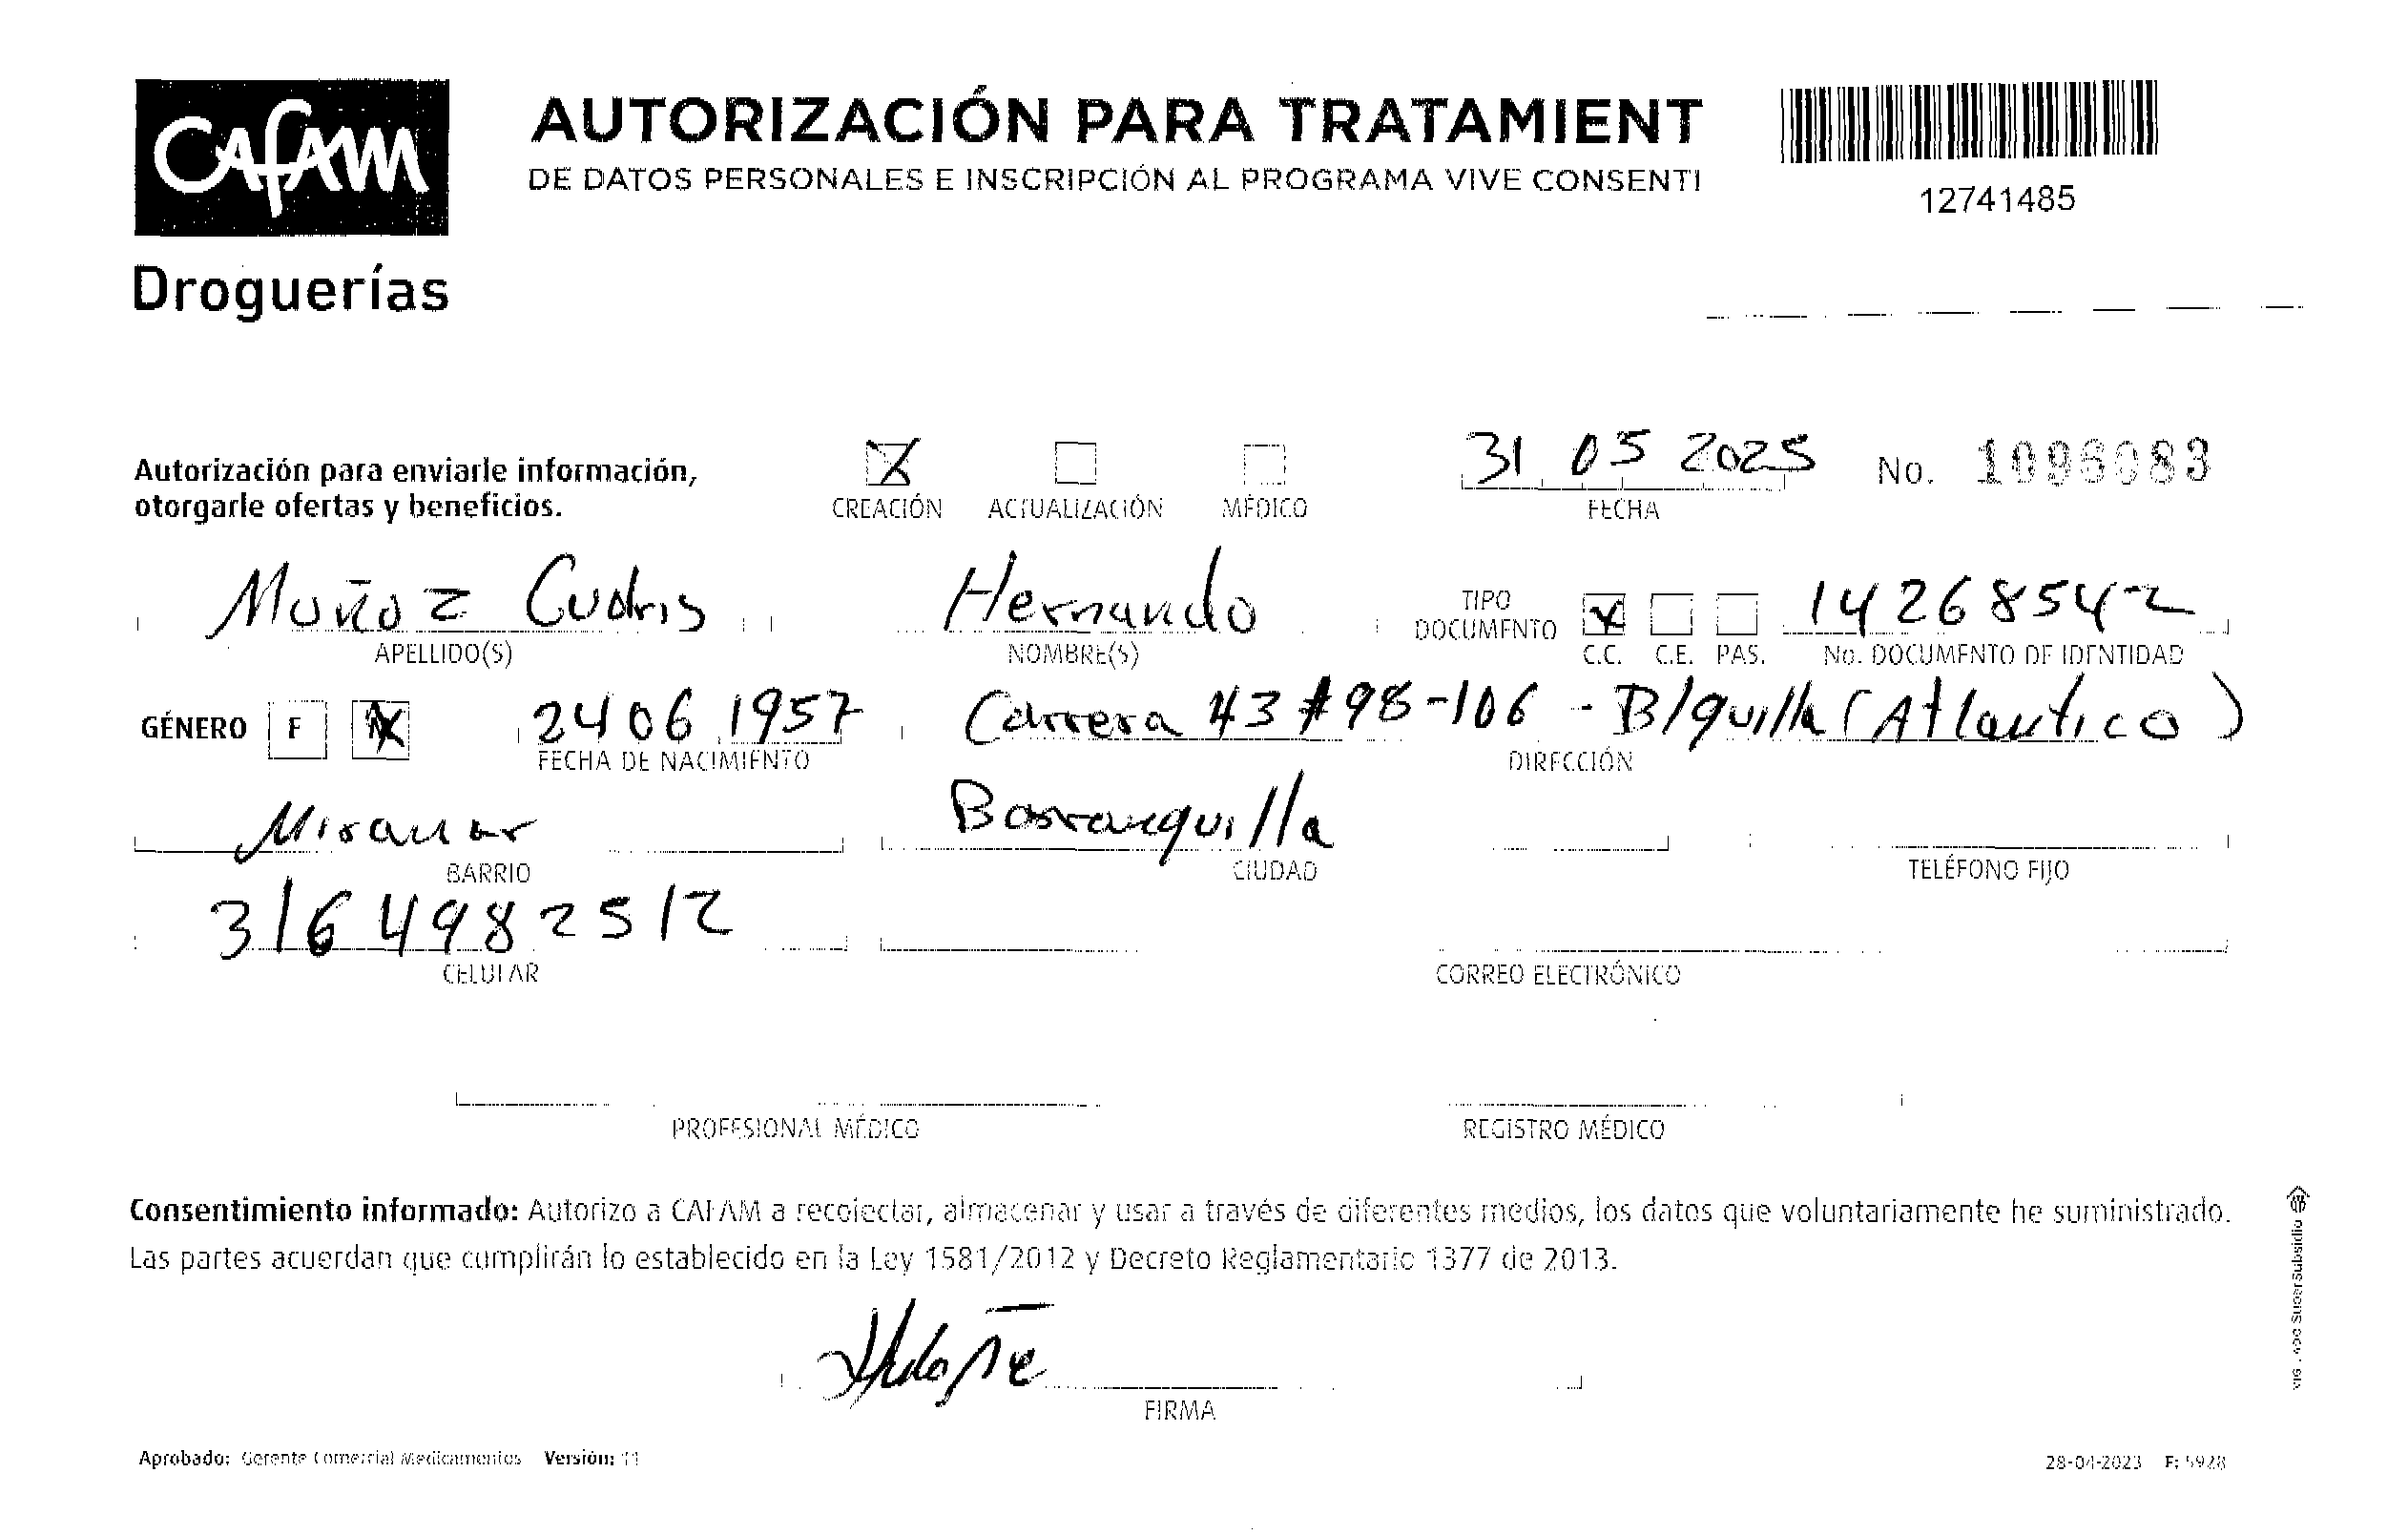 Cafam
Droguerías
AUTORIZACIÓN PARA TRATAMIENT
DE DATOS PERSONALES E INSCRIPCIÓN AL PROGRAMA VIVE CONSENTI
12741485
Autorización para enviarle información,
otorgarle ofertas y beneficios.
X CREACIÓN ACTUALIZACIÓN MÉDICO
31 05 2025
FECHA
No. 1096083
Muñoz Cudris
APELLIDO(S)
Hernando
NOMBRE(S)
TIPO
DOCUMENTO
X C.C. C.E. PAS.
14268542
No. DOCUMENTO DE IDENTIDAD
GÉNERO F X
24 06 1957
FECHA DE NACIMIENTO
Carrera 43 #98-106 - B/quilla (Atlantico)
DIRECCIÓN
Miramar
BARRIO
Barranquilla
CIUDAD
TELÉFONO FIJO
3164982512
CELULAR
CORREO ELECTRÓNICO
PROFESIONAL MÉDICO
REGISTRO MÉDICO
Consentimiento informado: Autorizo a CAFAM a recolectar, almacenar y usar a través de diferentes medios, los datos que voluntariamente he suministrado.
Las partes acuerdan que cumplirán lo establecido en la Ley 1581/2012 y Decreto Reglamentario 1377 de 2013.
FIRMA
Aprobado: Gerente Comercial Medicamentos Versión: 11
28-04-2023 F: 5928
SuperSubsidio